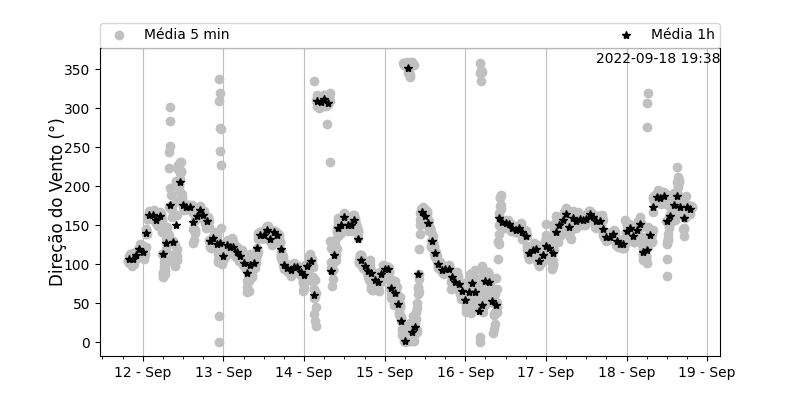 Média 5 min
Média 1h
2022-09-18 19:38
Direção do Vento (°)
350
300
250
200
150
100
50
0
12 - Sep
13 - Sep
14 - Sep
15 - Sep
16 - Sep
17 - Sep
18 - Sep
19 - Sep